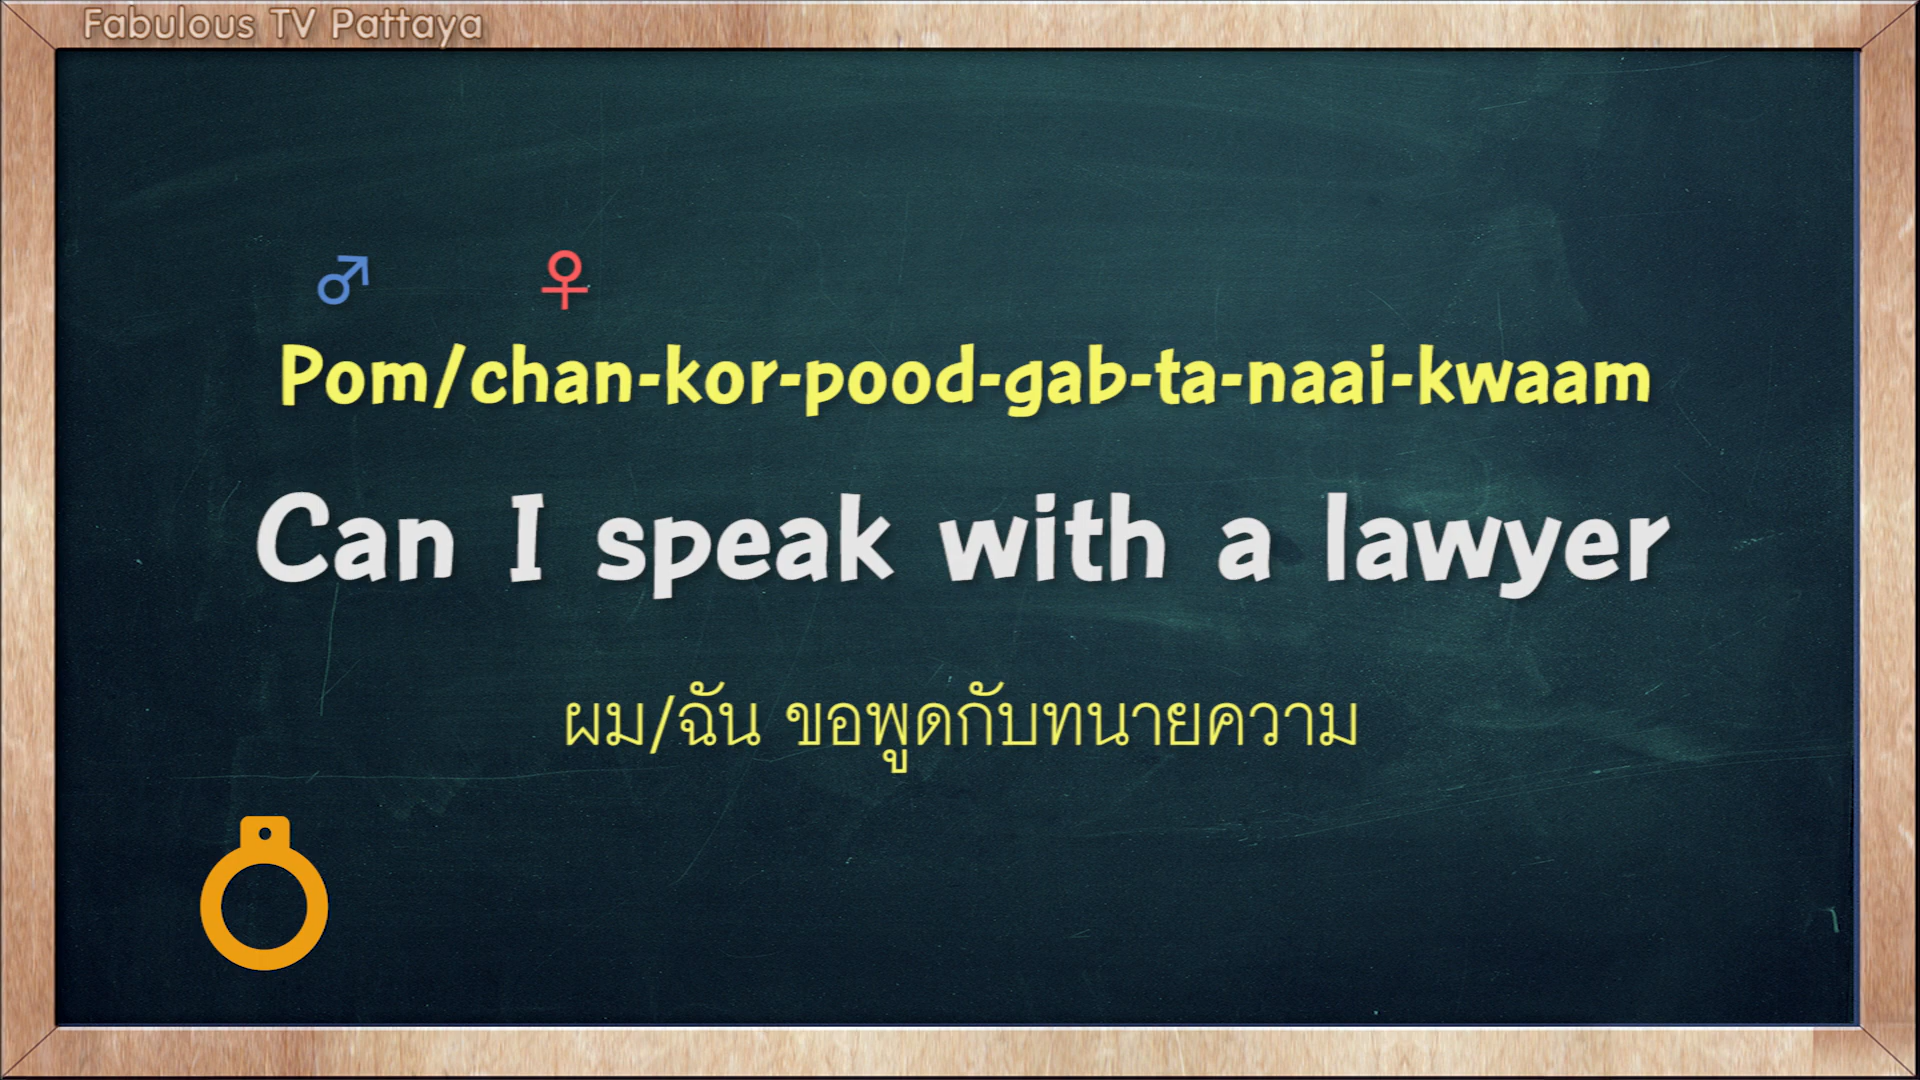 Fabulous TV Pattaya
♂ ♀
Pom/chan-kor-pood-gab-ta-naai-kwaam
Can I speak with a lawyer
ผม/ฉัน ขอพูดกับทนายความ